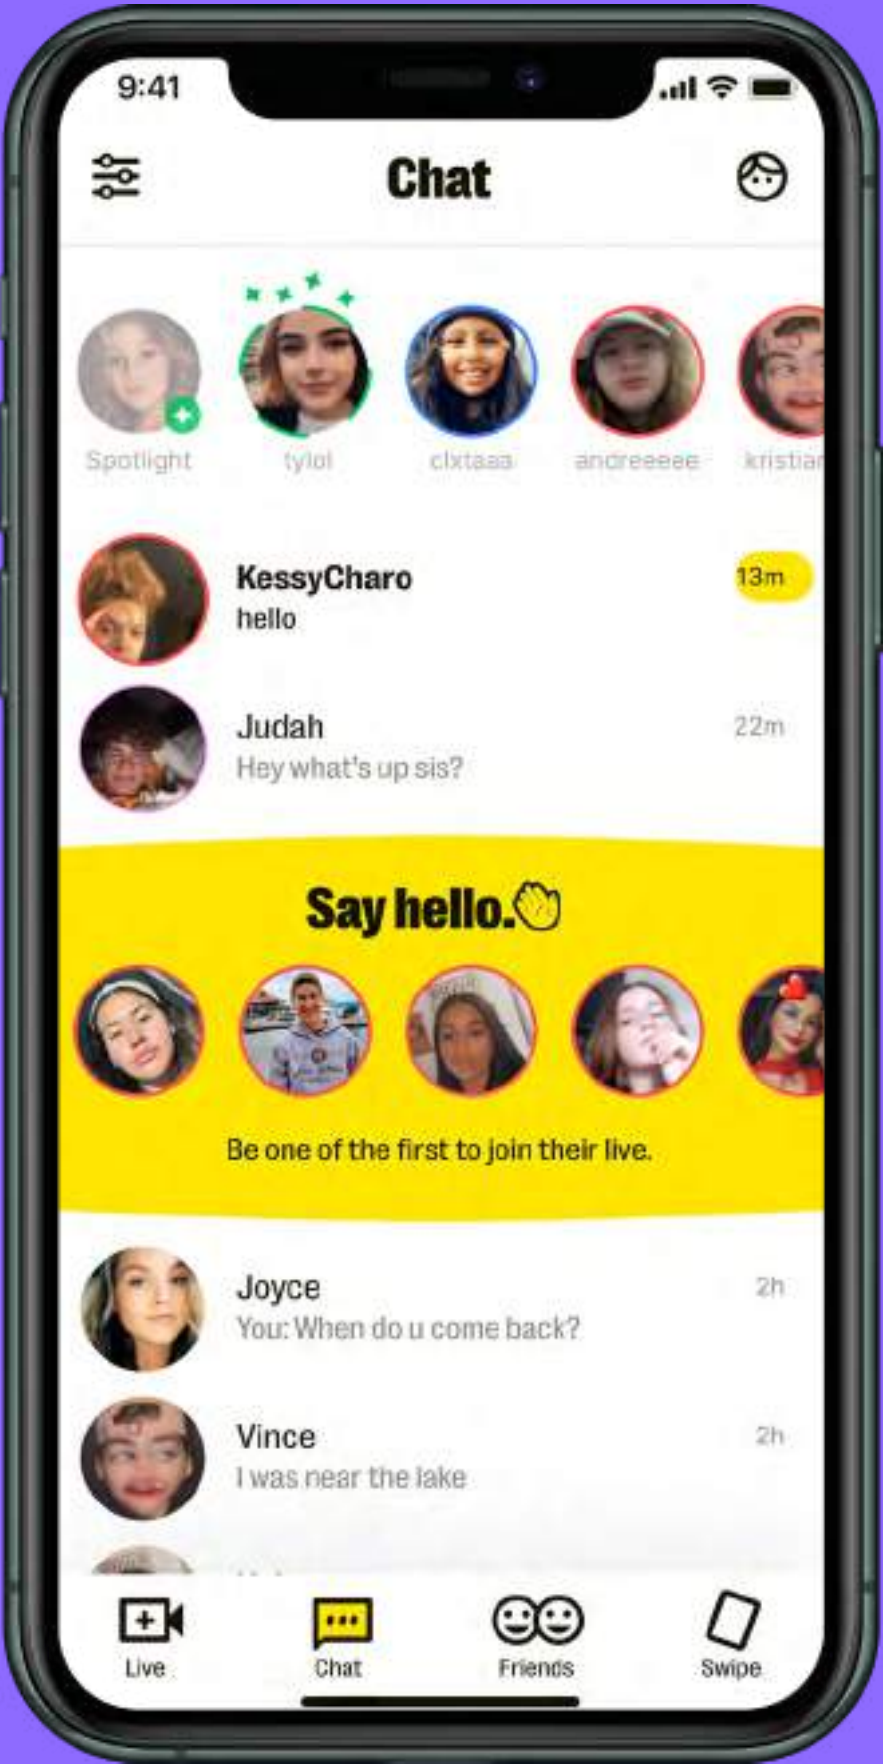 9:41
Chat
Spotlight
tylol
clxtaaa
andreeeee
kristian
KessyCharo
13m
hello
Judah
22m
Hey what's up sis?
Say hello.
Be one of the first to join their live.
Joyce
2h
You: When do u come back?
Vince
2h
I was near the lake
Live
Chat
Friends
Swipe